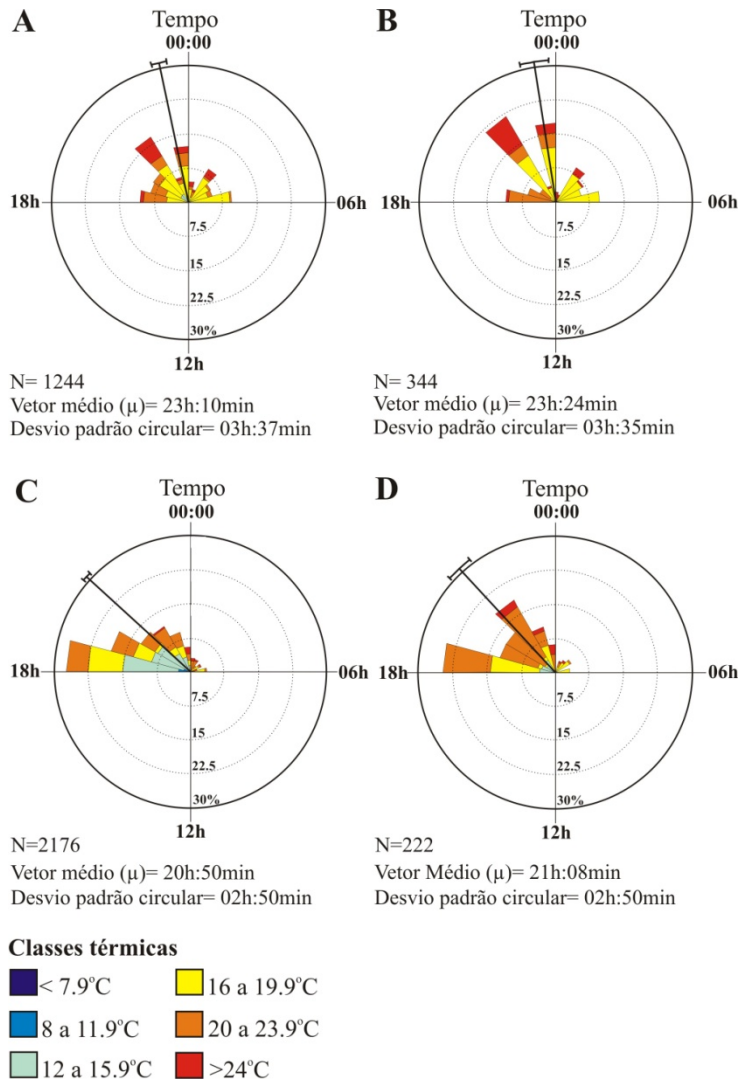 A
Tempo
00:00
18h
06h
7.5
15
22.5
30%
12h
N= 1244
Vetor médio (µ)= 23h:10min
Desvio padrão circular= 03h:37min
B
Tempo
00:00
18h
06h
7.5
15
22.5
30%
12h
N= 344
Vetor médio (µ)= 23h:24min
Desvio padrão circular= 03h:35min
C
Tempo
00:00
18h
06h
7.5
15
22.5
30%
12h
N=2176
Vetor médio (µ)= 20h:50min
Desvio padrão circular= 02h:50min
D
Tempo
00:00
18h
06h
7.5
15
22.5
30%
12h
N=222
Vetor Médio (µ)= 21h:08min
Desvio padrão circular= 02h:50min
Classes térmicas
< 7.9°C
8 a 11.9°C
12 a 15.9°C
16 a 19.9°C
20 a 23.9°C
>24°C